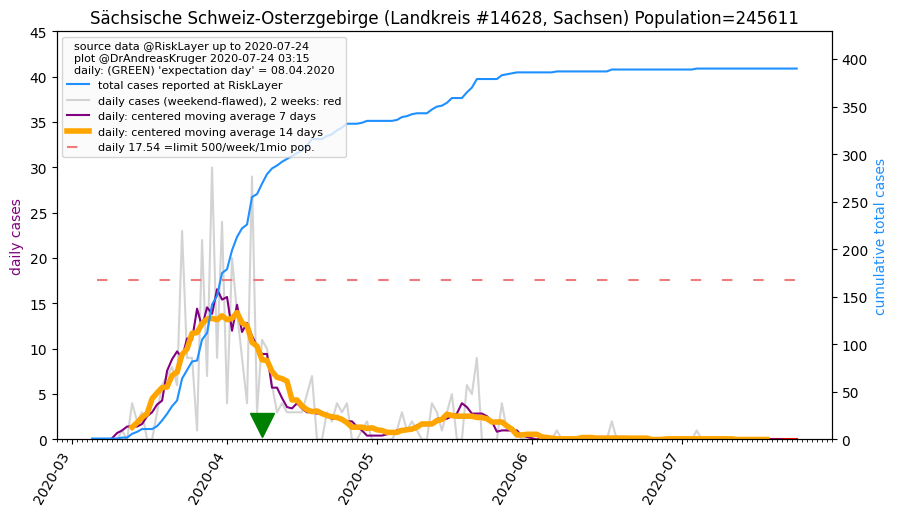 Sächsische Schweiz-Osterzgebirge (Landkreis #14628, Sachsen) Population=245611
source data @RiskLayer up to 2020-07-24
plot @DrAndreasKruger 2020-07-24 03:15
daily: (GREEN) 'expectation day' = 08.04.2020
total cases reported at RiskLayer
daily cases (weekend-flawed), 2 weeks: red
daily: centered moving average 7 days
daily: centered moving average 14 days
daily 17.54 =limit 500/week/1mio pop.
daily cases
45
40
35
30
25
20
15
10
5
0
400
350
300
250
200
150
100
50
0
cumulative total cases
2020-03
2020-04
2020-05
2020-06
2020-07